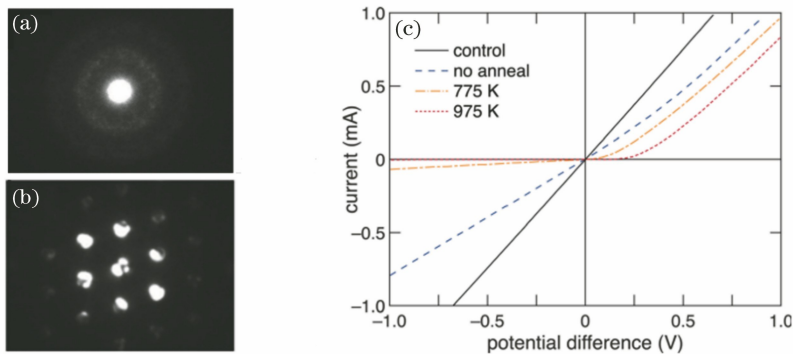 (a)
(b)
(c)
control
no anneal
775 K
975 K
1.0
0.5
0
−0.5
−1.0
current (mA)
−1.0
−0.5
0
0.5
1.0
potential difference (V)